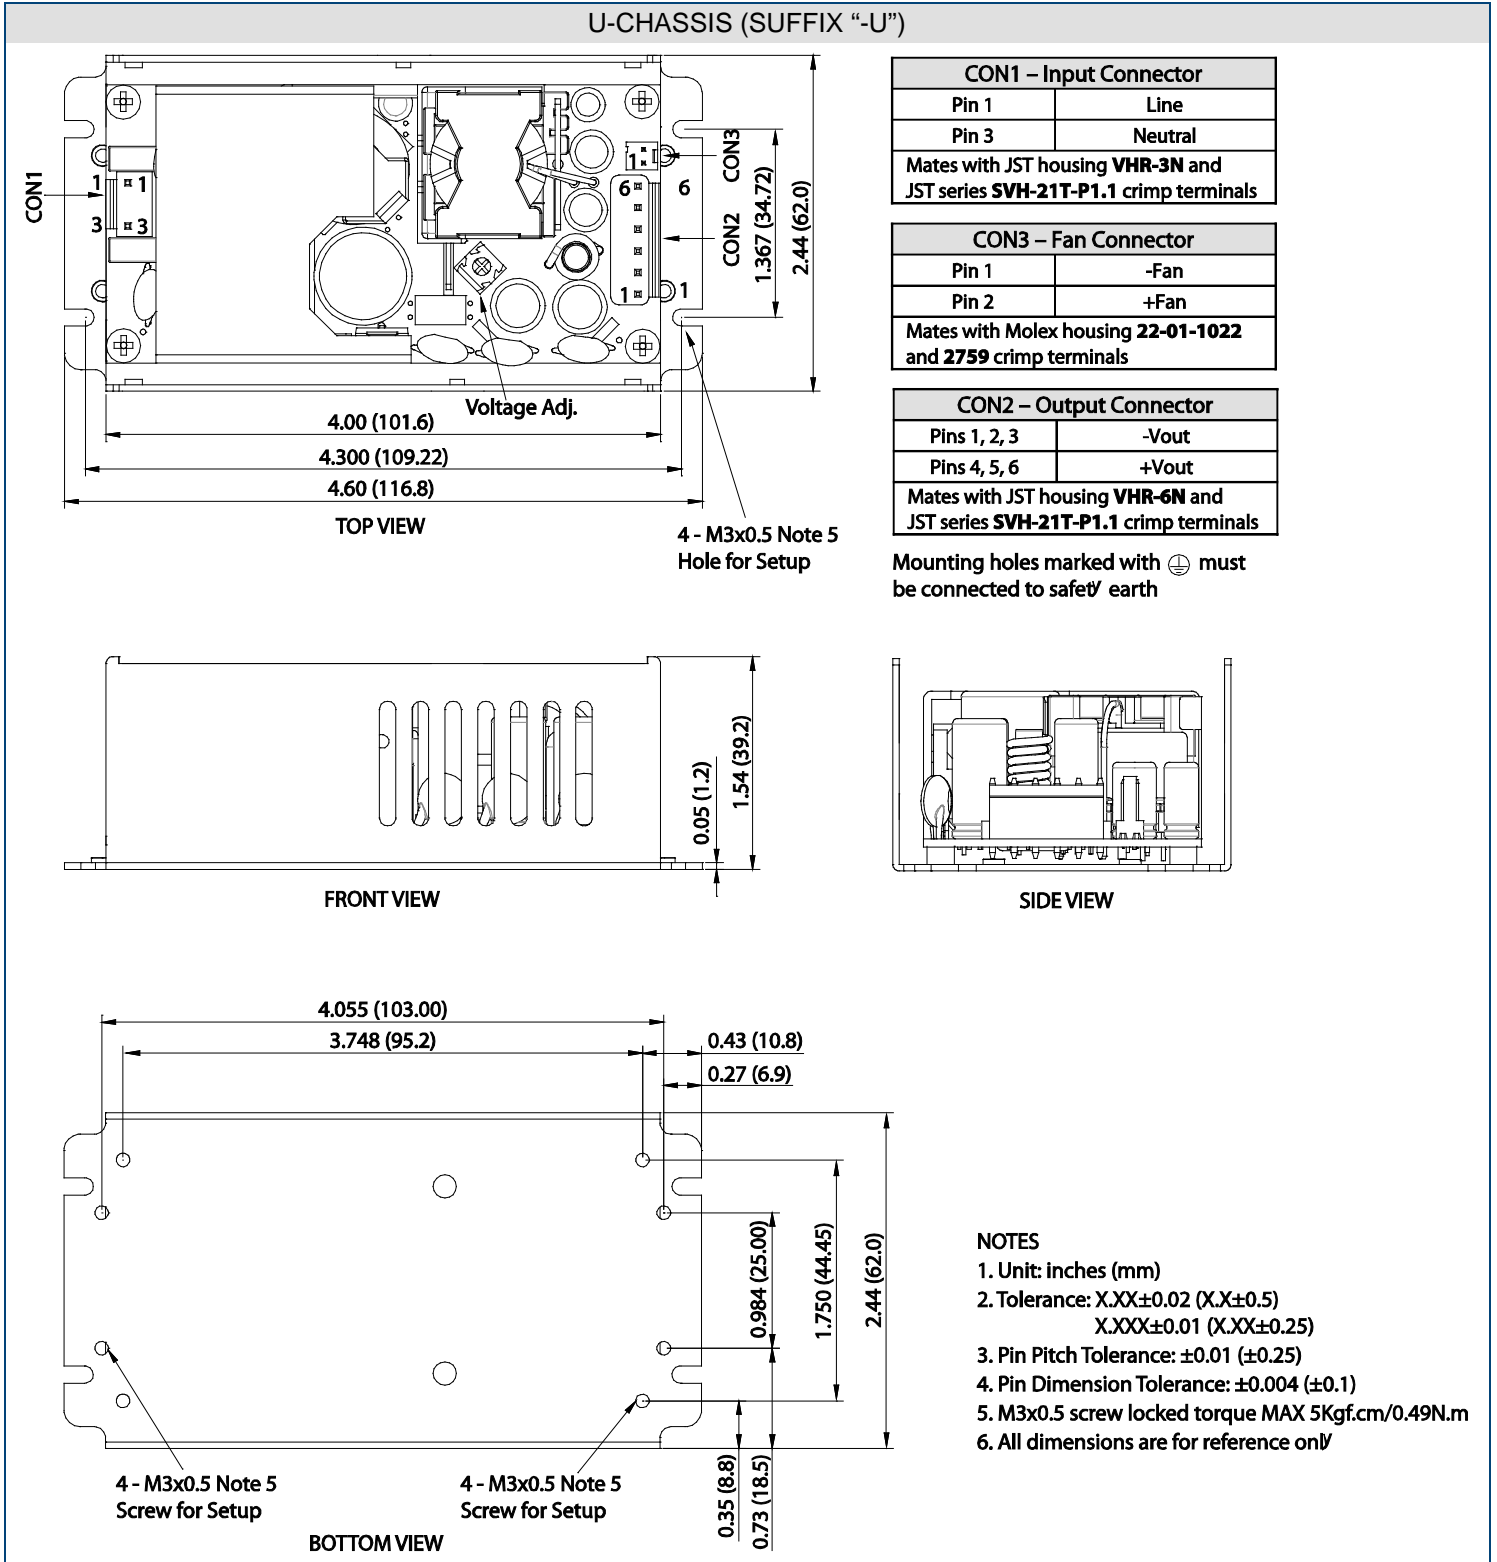 U-CHASSIS (SUFFIX “-U”)
CON1
1
3
1
3
CON3
CON2
1
6
1
6
1
1.367 (34.72)
2.44 (62.0)
Voltage Adj.
4.00 (101.6)
4.300 (109.22)
4.60 (116.8)
TOP VIEW
4 - M3x0.5 Note 5
Hole for Setup
CON1 – Input Connector
Pin 1 Line
Pin 3 Neutral
Mates with JST housing VHR-3N and
JST series SVH-21T-P1.1 crimp terminals
CON3 – Fan Connector
Pin 1 -Fan
Pin 2 +Fan
Mates with Molex housing 22-01-1022
and 2759 crimp terminals
CON2 – Output Connector
Pins 1, 2, 3 -Vout
Pins 4, 5, 6 +Vout
Mates with JST housing VHR-6N and
JST series SVH-21T-P1.1 crimp terminals
Mounting holes marked with must
be connected to safety earth
0.05 (1.2)
1.54 (39.2)
FRONT VIEW
SIDE VIEW
4.055 (103.00)
3.748 (95.2)
0.43 (10.8)
0.27 (6.9)
0.984 (25.00)
1.750 (44.45)
2.44 (62.0)
0.35 (8.8)
0.73 (18.5)
4 - M3x0.5 Note 5
Screw for Setup
4 - M3x0.5 Note 5
Screw for Setup
BOTTOM VIEW
NOTES
1. Unit: inches (mm)
2. Tolerance: X.XX±0.02 (X.X±0.5)
X.XXX±0.01 (X.XX±0.25)
3. Pin Pitch Tolerance: ±0.01 (±0.25)
4. Pin Dimension Tolerance: ±0.004 (±0.1)
5. M3x0.5 screw locked torque MAX 5Kgf.cm/0.49N.m
6. All dimensions are for reference only